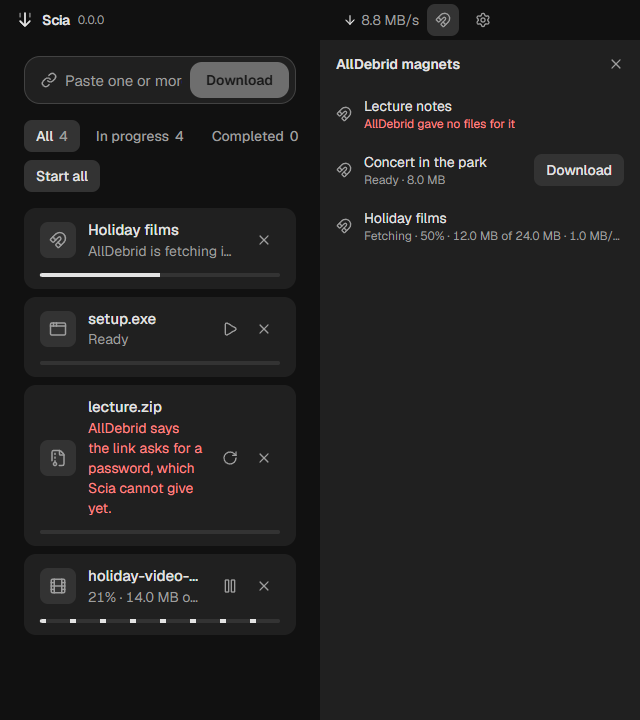 Scia 0.0.0
8.8 MB/s
Paste one or mor
Download
All 4
In progress 4
Completed 0
Start all
Holiday films
AllDebrid is fetching i...
setup.exe
Ready
lecture.zip
AllDebrid says
the link asks for a
password, which
Scia cannot give
yet.
holiday-video-...
21% · 14.0 MB o...
AllDebrid magnets
Lecture notes
AllDebrid gave no files for it
Concert in the park
Ready · 8.0 MB
Download
Holiday films
Fetching · 50% · 12.0 MB of 24.0 MB · 1.0 MB/...